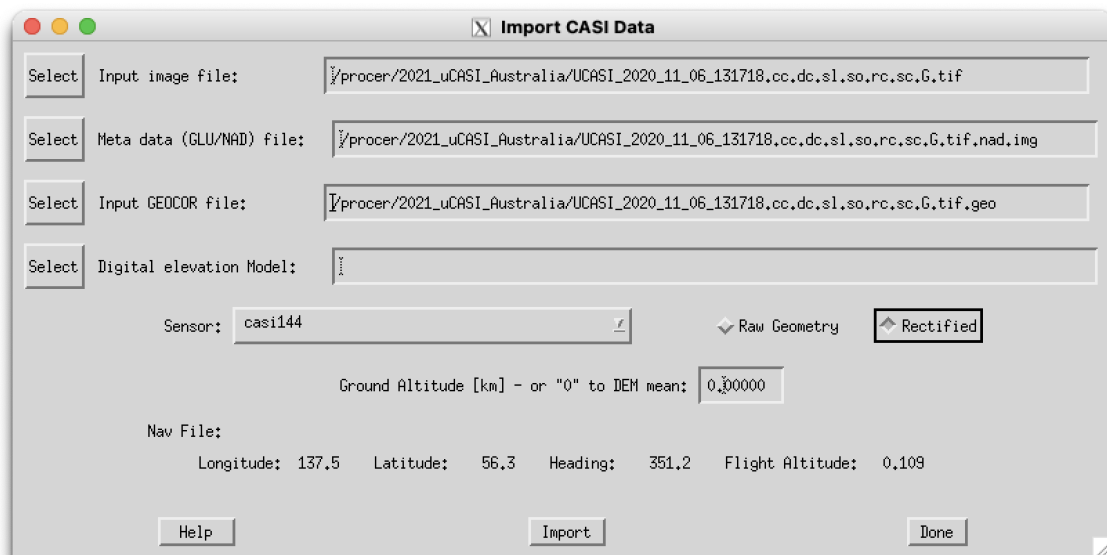 Import CASI Data
Select Input image file: /procer/2021_uCASI_Australia/UCASI_2020_11_06_131718.cc.dc.sl.so.rc.sc.G.tif
Select Meta data (GLU/NAD) file: /procer/2021_uCASI_Australia/UCASI_2020_11_06_131718.cc.dc.sl.so.rc.sc.G.tif.nad.img
Select Input GEOCOR file: /procer/2021_uCASI_Australia/UCASI_2020_11_06_131718.cc.dc.sl.so.rc.sc.G.tif.geo
Select Digital elevation Model:
Sensor: casi144 Raw Geometry Rectified
Ground Altitude [km] - or "0" to DEM mean: 0.00000
Nav File:
Longitude: 137.5 Latitude: 56.3 Heading: 351.2 Flight Altitude: 0.109
Help Import Done